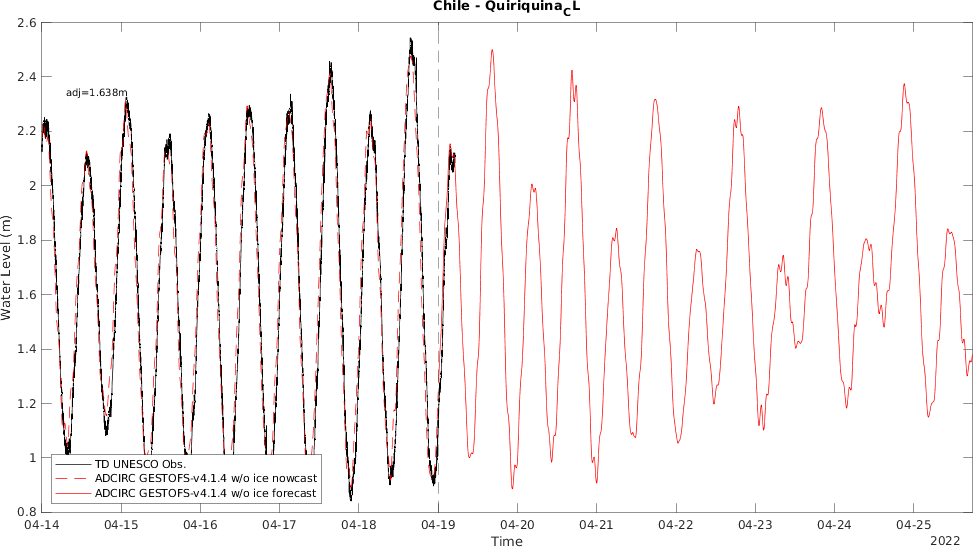 Chile - Quiriquina_CL
2.6
2.4
adj=1.638m
2.2
2
1.8
1.6
1.4
1.2
1
0.8
Water Level (m)
TD UNESCO Obs.
ADCIRC GESTOFS-v4.1.4 w/o ice nowcast
ADCIRC GESTOFS-v4.1.4 w/o ice forecast
04-14 04-15 04-16 04-17 04-18 04-19 04-20 04-21 04-22 04-23 04-24 04-25
Time
2022